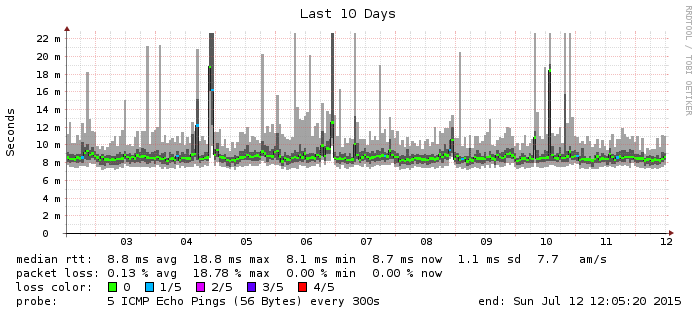 Last 10 Days
RRDTOOL / TOBI OETIKER
Seconds
22 m
20 m
18 m
16 m
14 m
12 m
10 m
8 m
6 m
4 m
2 m
0
03 04 05 06 07 08 09 10 11 12
median rtt: 8.8 ms avg 18.8 ms max 8.1 ms min 8.7 ms now 1.1 ms sd 7.7 am/s
packet loss: 0.13 % avg 18.78 % max 0.00 % min 0.00 % now
loss color: 0 1/5 2/5 3/5 4/5
probe: 5 ICMP Echo Pings (56 Bytes) every 300s end: Sun Jul 12 12:05:20 2015